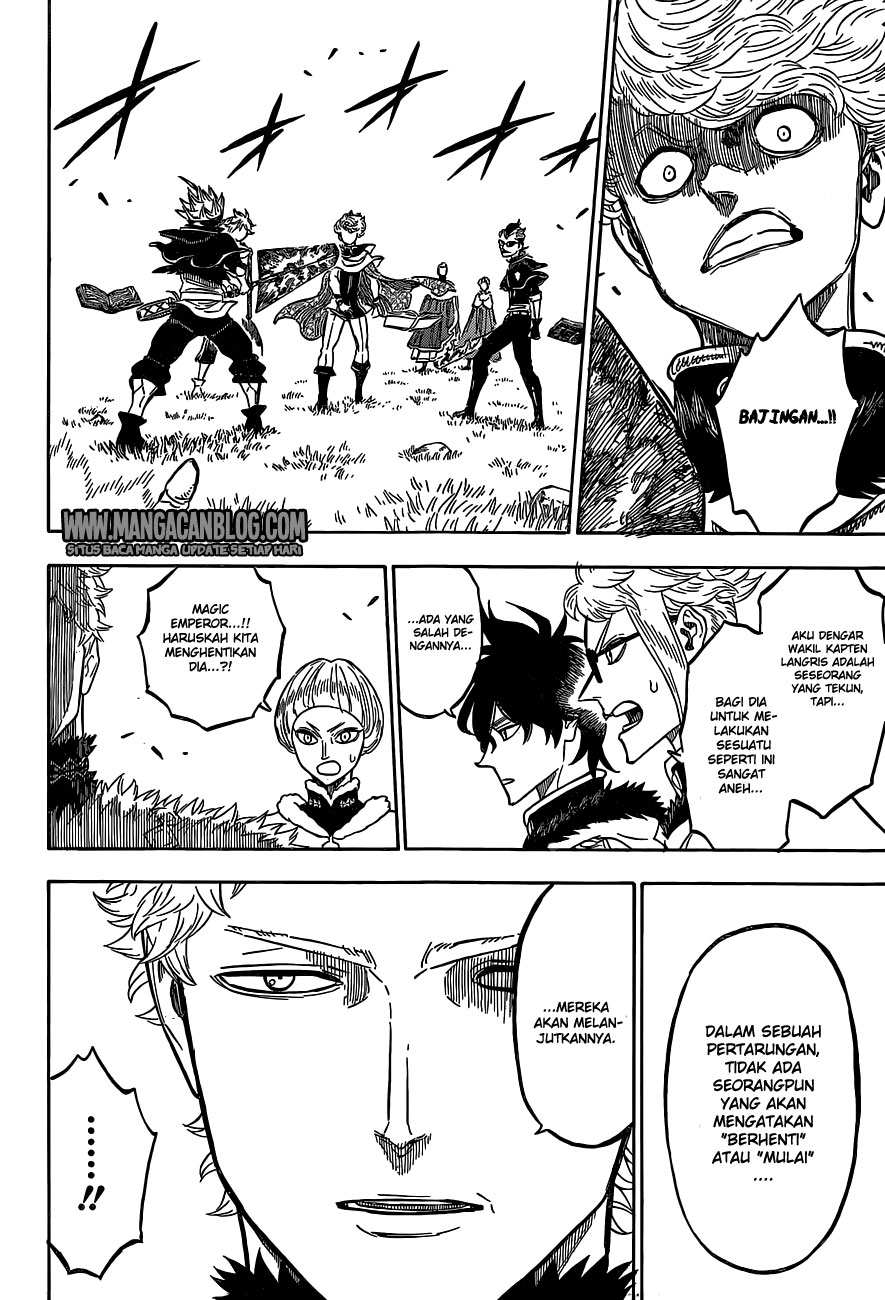 BAJINGAN...!!
WWW.MANGACANBLOG.COM
SITUS BACA MANGA UPDATE SETIAP HARI
AKU DENGAR
WAKIL KAPTEN
LANGRIS ADALAH
SESEORANG
YANG TEKUN,
TAPI...
BAGI DIA
UNTUK ME-
LAKUKAN
SESUATU
SEPERTI INI
SANGAT
ANEH...
...ADA YANG
SALAH DE-
NGANNYA...
MAGIC
EMPEROR...!!
HARUSKAH KITA
MENGHENTIKAN
DIA...?!
DALAM SEBUAH
PERTARUNGAN,
TIDAK ADA
SEORANGPUN
YANG AKAN
MENGATAKAN
"BERHENTI"
ATAU "MULAI"
....
...MEREKA
AKAN MELAN-
JUTKANNYA.
......!!